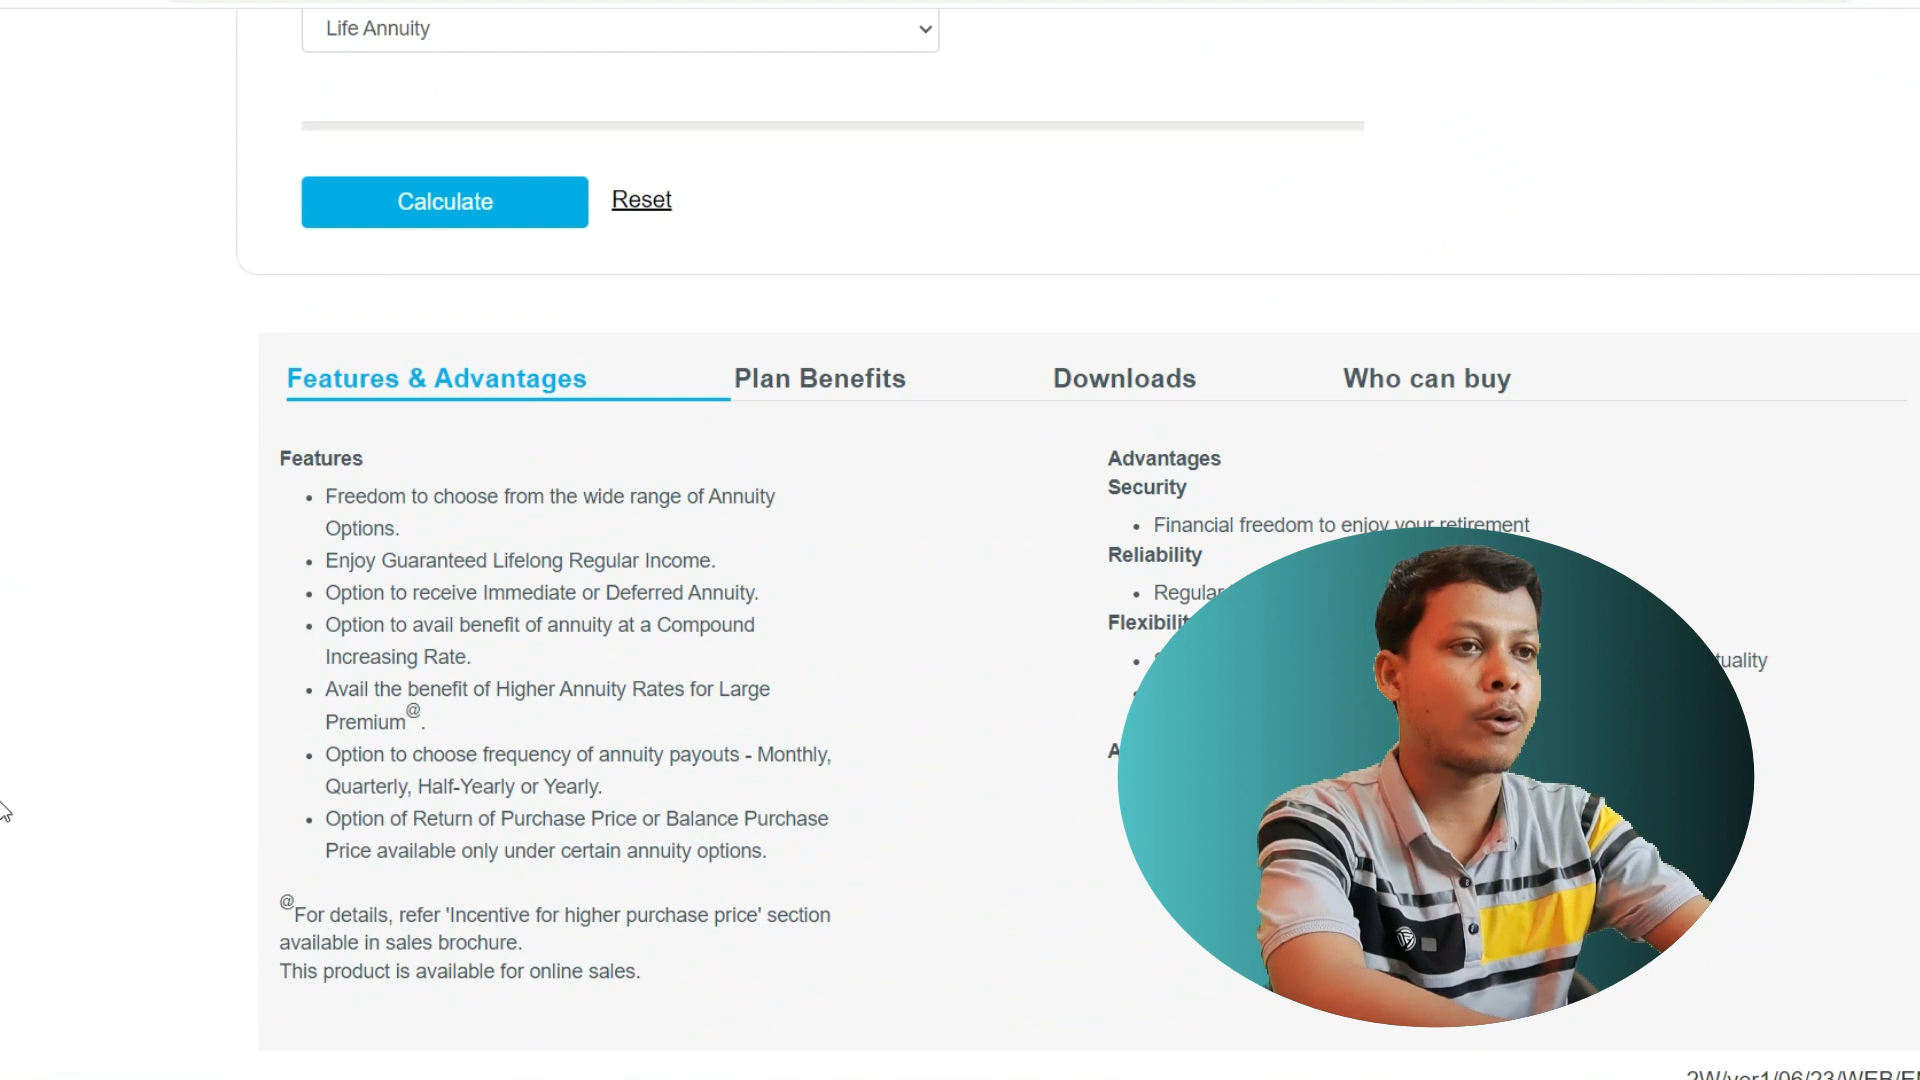 Life Annuity
Calculate
Reset
Features & Advantages
Plan Benefits
Downloads
Who can buy
Features
• Freedom to choose from the wide range of Annuity
Options.
• Enjoy Guaranteed Lifelong Regular Income.
• Option to receive Immediate or Deferred Annuity.
• Option to avail benefit of annuity at a Compound
Increasing Rate.
• Avail the benefit of Higher Annuity Rates for Large
Premium@.
• Option to choose frequency of annuity payouts - Monthly,
Quarterly, Half-Yearly or Yearly.
• Option of Return of Purchase Price or Balance Purchase
Price available only under certain annuity options.
@For details, refer 'Incentive for higher purchase price' section
available in sales brochure.
This product is available for online sales.
Advantages
Security
• Financial freedom to enjoy your retirement
Reliability
• Regular